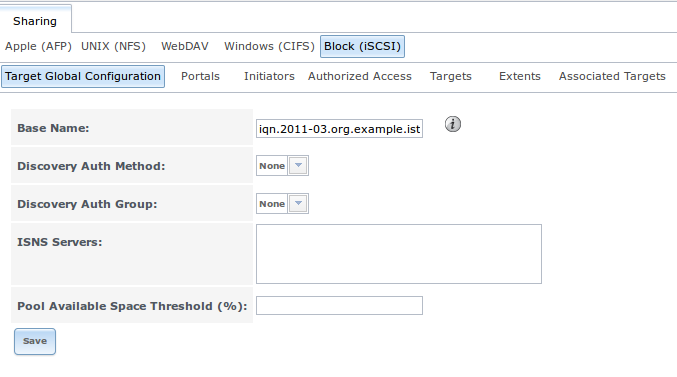 Sharing
Apple (AFP) UNIX (NFS) WebDAV Windows (CIFS) Block (iSCSI)
Target Global Configuration Portals Initiators Authorized Access Targets Extents Associated Targets
Base Name: iqn.2011-03.org.example.ist i
Discovery Auth Method: None
Discovery Auth Group: None
ISNS Servers:
Pool Available Space Threshold (%):
Save